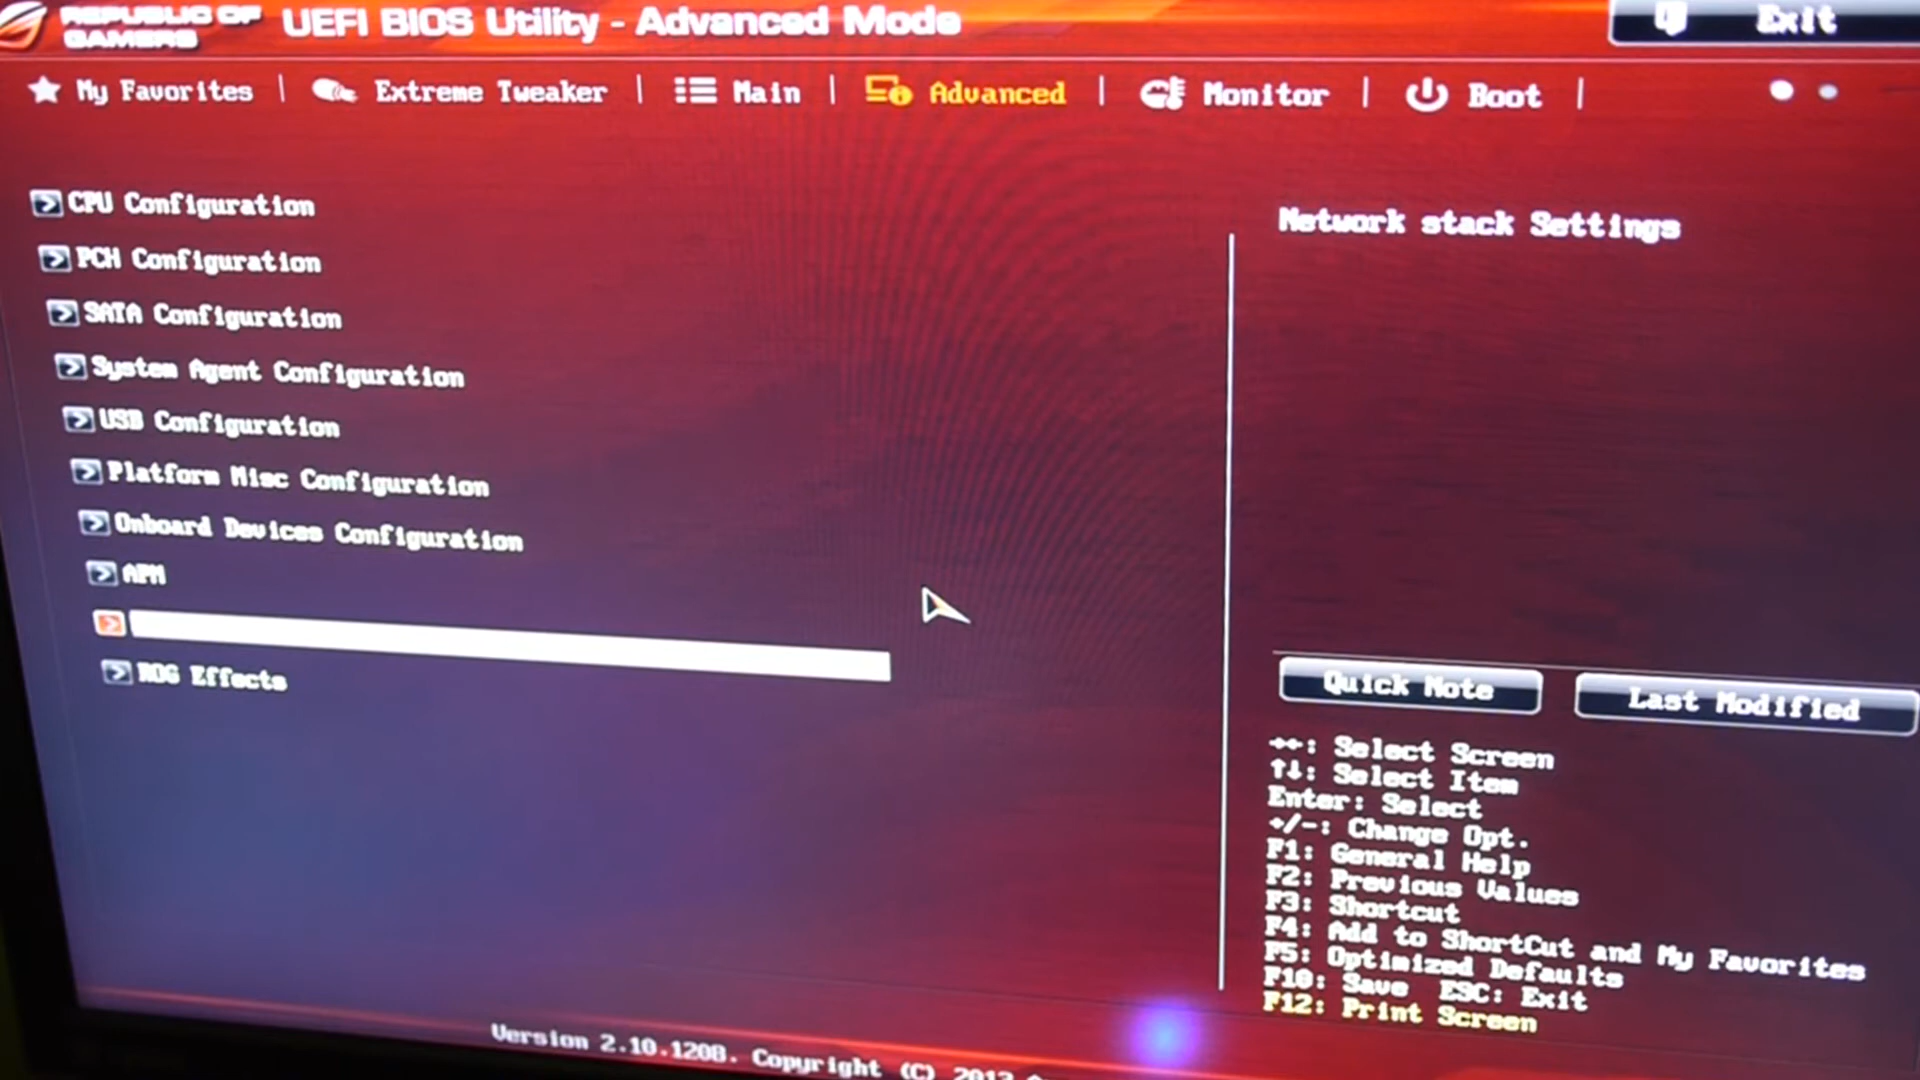 REPUBLIC OF GAMERS
UEFI BIOS Utility - Advanced Mode
Exit
My Favorites
Extreme Tweaker
Main
Advanced
Monitor
Boot
CPU Configuration
PCH Configuration
SATA Configuration
System Agent Configuration
USB Configuration
Platform Misc Configuration
Onboard Devices Configuration
APM
ROG Effects
Network stack Settings
Quick Note
Last Modified
→←: Select Screen
↑↓: Select Item
Enter: Select
+/-: Change Opt.
F1: General Help
F2: Previous Values
F3: Shortcut
F4: Add to ShortCut and My Favorites
F5: Optimized Defaults
F10: Save ESC: Exit
F12: Print Screen
Version 2.10.1208. Copyright (C)